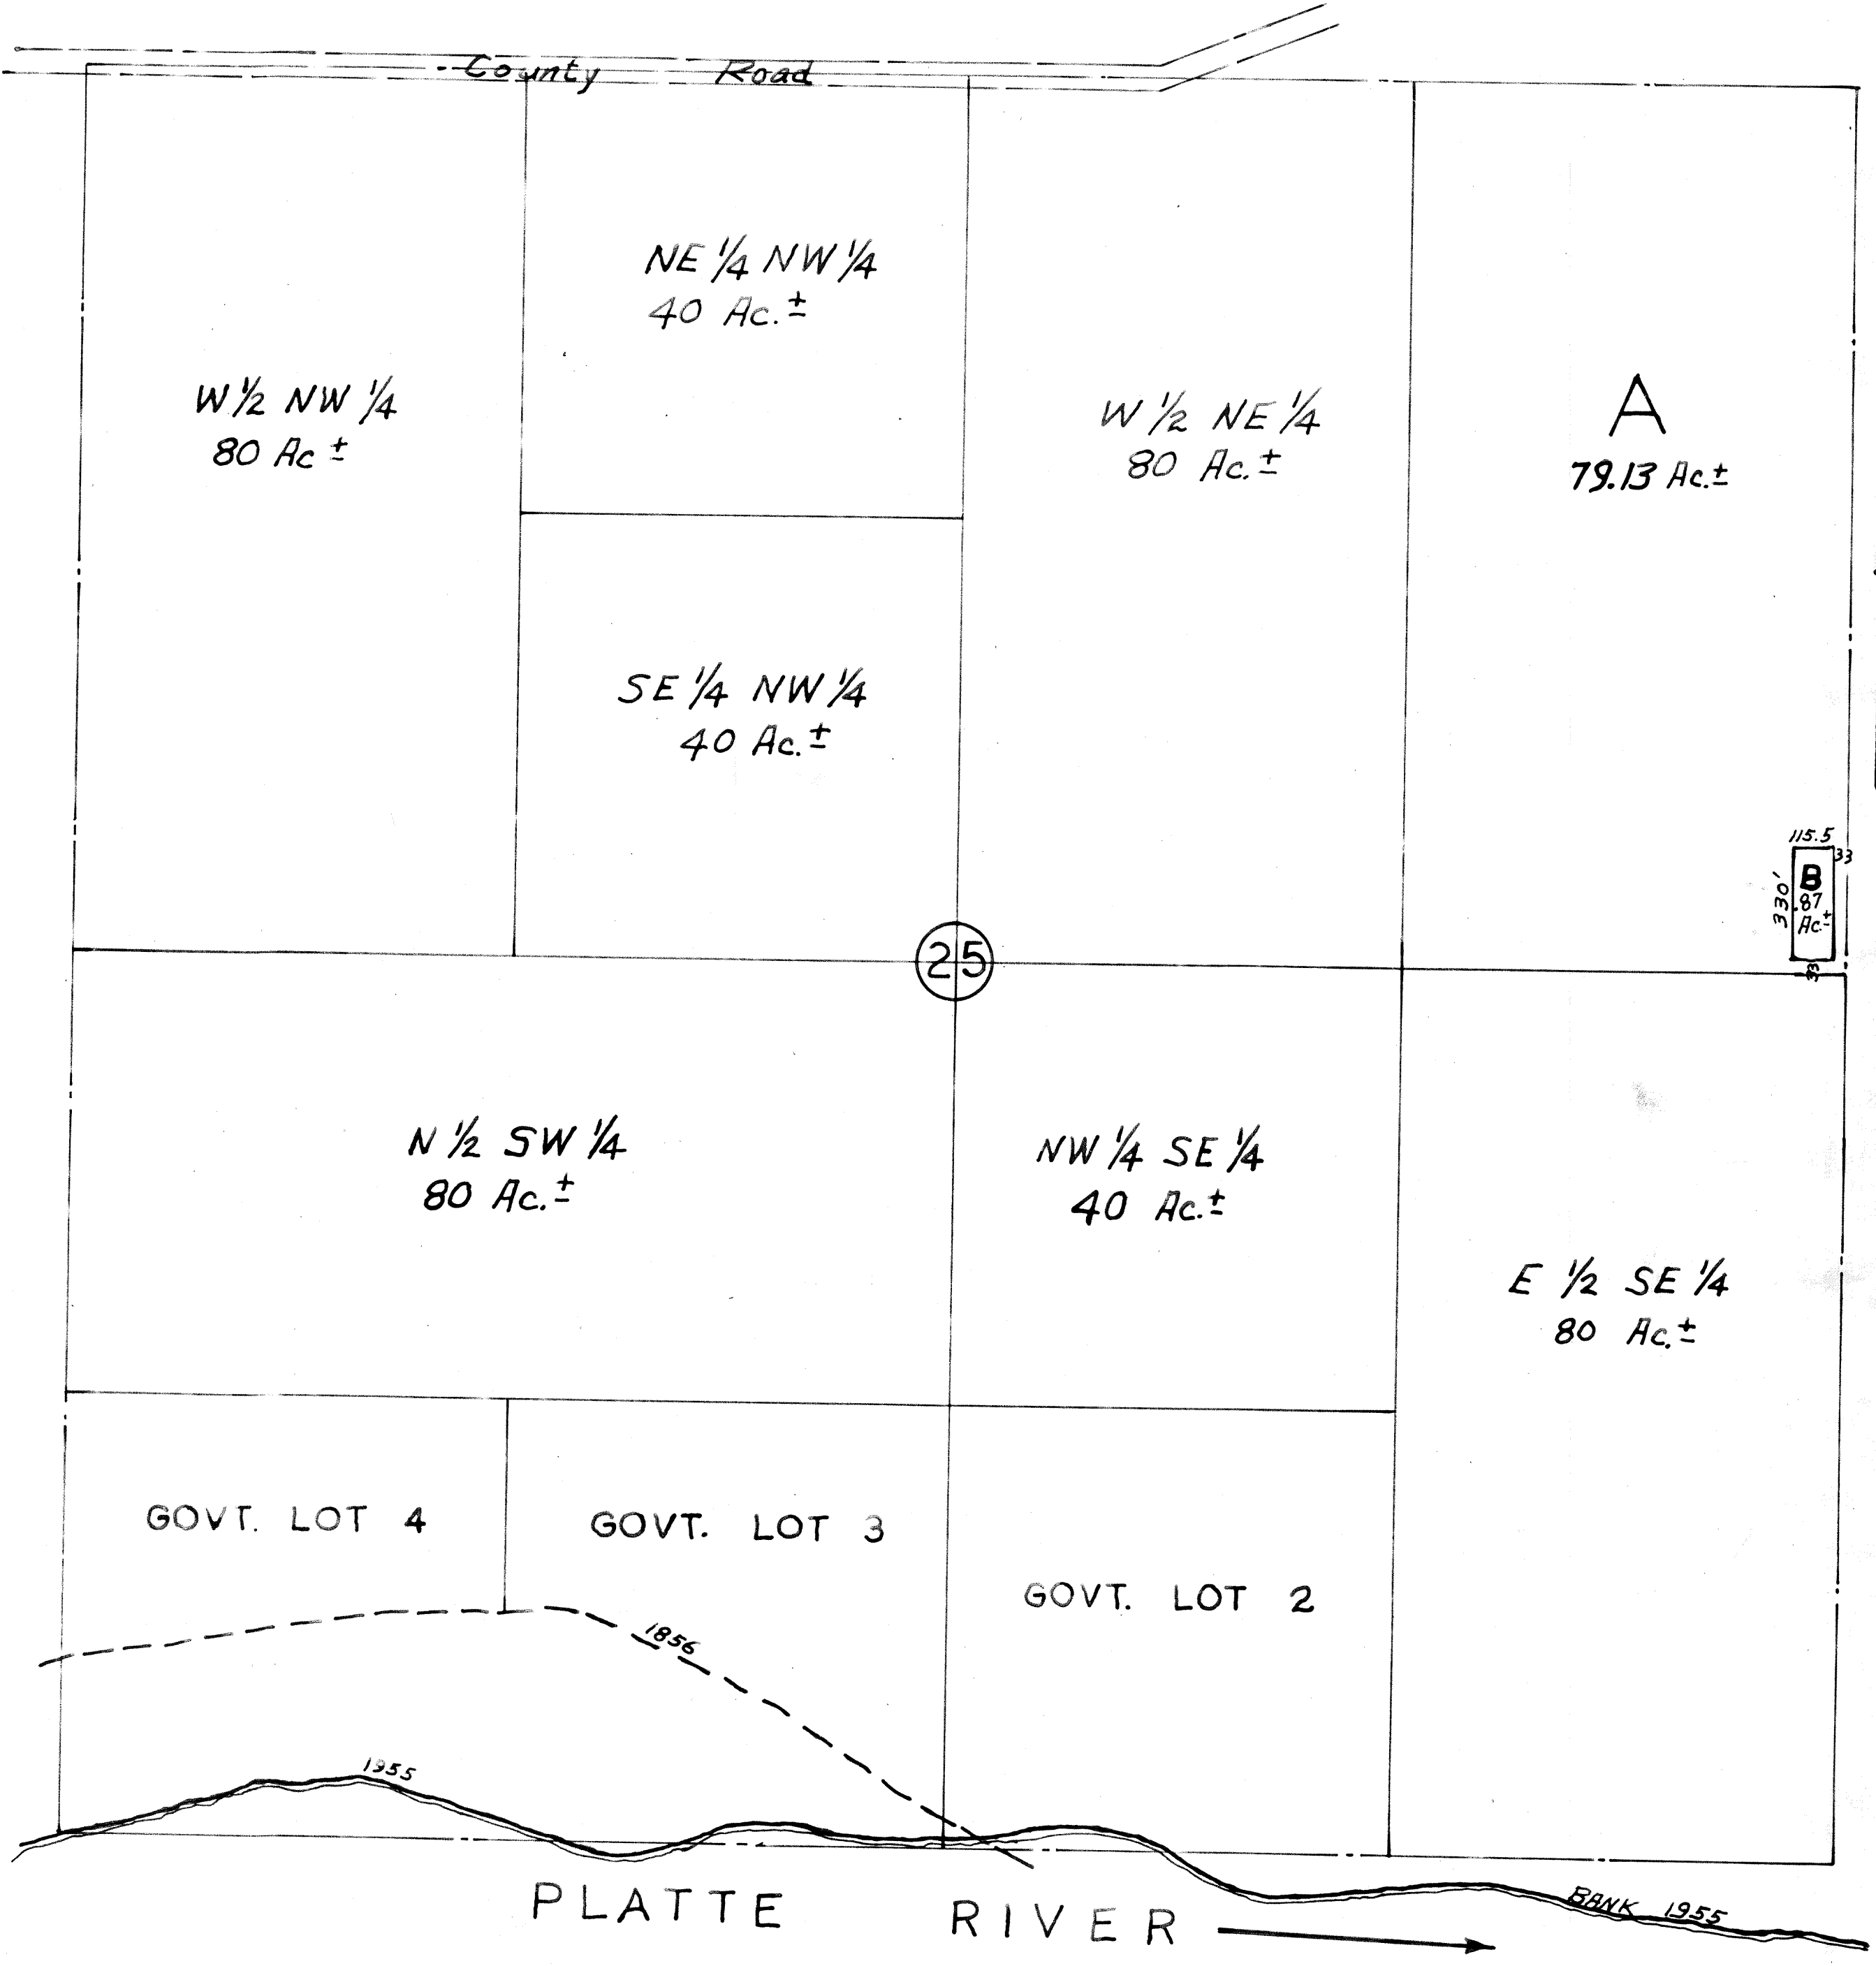 County Road
NE ¼ NW ¼
40 Ac. ±
W ½ NW ¼
80 Ac ±
W ½ NE ¼
80 Ac. ±
A
79.13 Ac. ±
SE ¼ NW ¼
40 Ac. ±
115.5
33
330'
B
.87
Ac. ±
33
25
N ½ SW ¼
80 Ac. ±
NW ¼ SE ¼
40 Ac. ±
E ½ SE ¼
80 Ac. ±
GOVT. LOT 4
GOVT. LOT 3
GOVT. LOT 2
1856
1955
PLATTE RIVER
BANK 1955